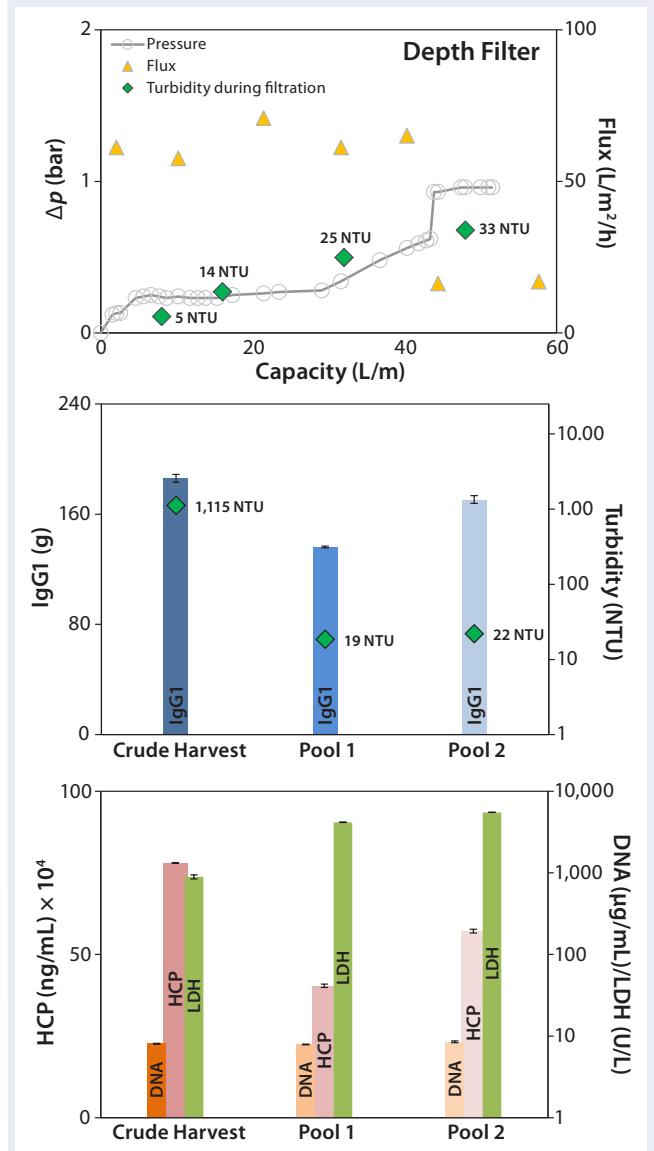 Depth Filter
Pressure
Flux
Turbidity during filtration
2
1
0
Δp (bar)
100
50
0
Flux (L/m²/h)
5 NTU
14 NTU
25 NTU
33 NTU
0
20
40
60
Capacity (L/m)
240
160
80
0
IgG1 (g)
10.00
1.00
100
10
1
Turbidity (NTU)
1,115 NTU
19 NTU
22 NTU
IgG1
IgG1
IgG1
Crude Harvest
Pool 1
Pool 2
100
50
0
HCP (ng/mL) × 10⁴
10,000
1,000
100
10
1
DNA (μg/mL)/LDH (U/L)
DNA
HCP
LDH
DNA
HCP
LDH
DNA
HCP
LDH
Crude Harvest
Pool 1
Pool 2